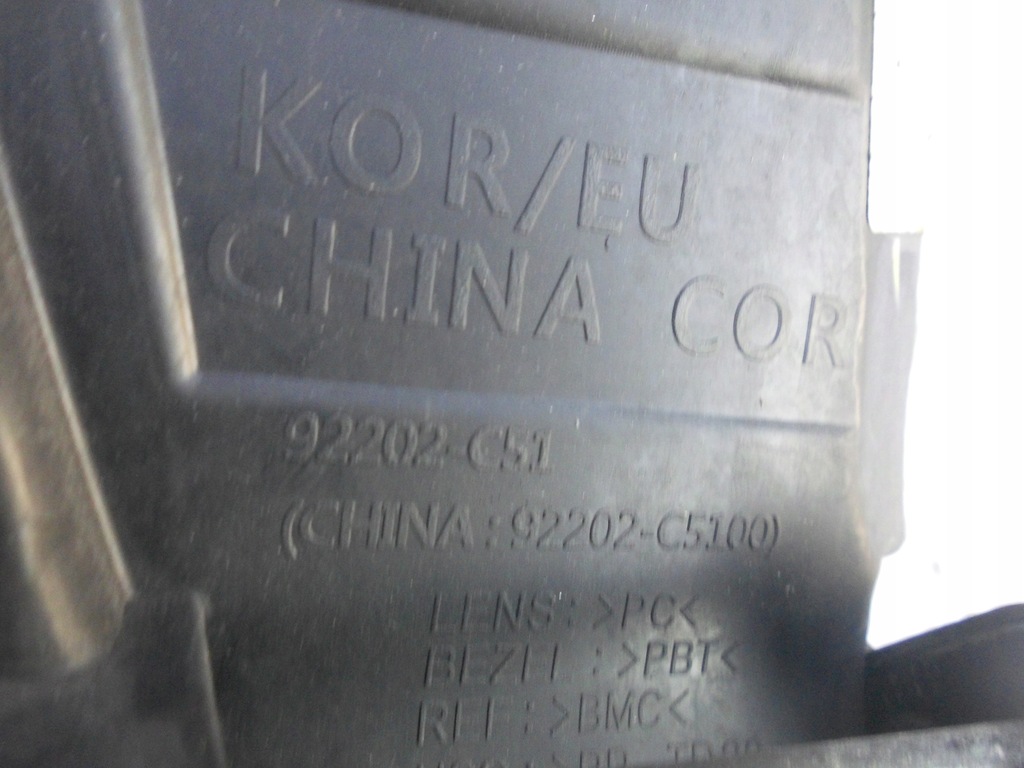 KOR/EU
CHINA COR
92202-C51
(CHINA:92202-C5100)
LENS: >PC<
BEZEL: >PBT<
REF: >BMC<